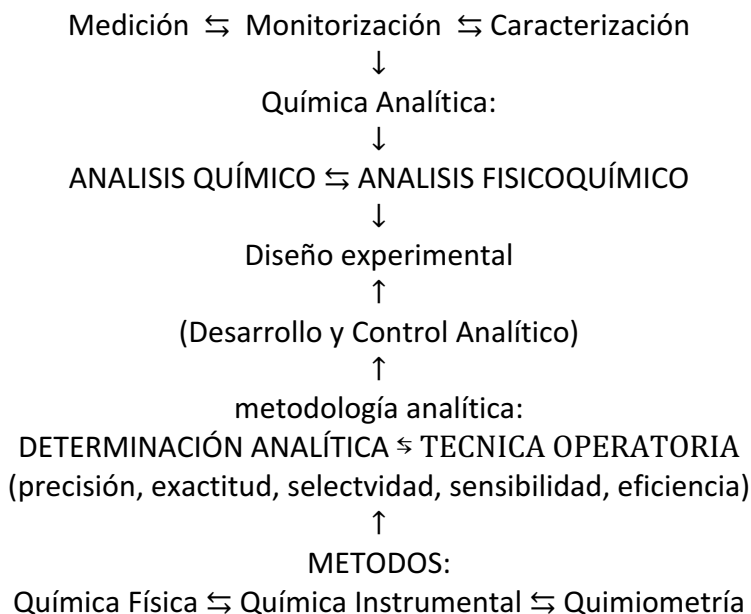 Medición ⇆ Monitorización ⇆ Caracterización
↓
Química Analítica:
↓
ANALISIS QUÍMICO ⇆ ANALISIS FISICOQUÍMICO
↓
Diseño experimental
↑
(Desarrollo y Control Analítico)
↑
metodología analítica:
DETERMINACIÓN ANALÍTICA ⇆ TECNICA OPERATORIA
(precisión, exactitud, selectvidad, sensibilidad, eficiencia)
↑
METODOS:
Química Física ⇆ Química Instrumental ⇆ Quimiometría